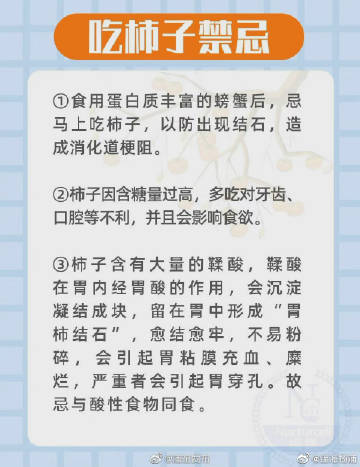 吃柿子禁忌
①食用蛋白质丰富的螃蟹后，忌
马上吃柿子，以防出现结石，造
成消化道梗阻。
②柿子因含糖量过高，多吃对牙齿、
口腔等不利，并且会影响食欲。
③柿子含有大量的鞣酸，鞣酸
在胃内经胃酸的作用，会沉淀
凝结成块，留在胃中形成“胃
柿结石”，愈结愈牢，不易粉
碎，会引起胃粘膜充血、糜
烂，严重者会引起胃穿孔。故
忌与酸性食物同食。